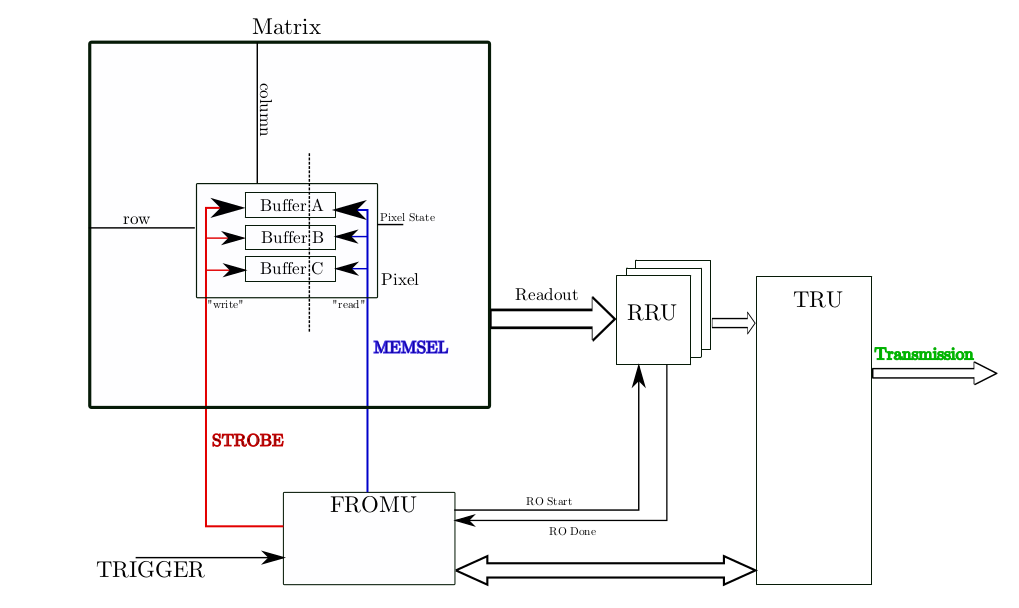 Matrix
column
row
Buffer A
Buffer B
Buffer C
Pixel State
Pixel
"write"
"read"
MEMSEL
STROBE
Readout
RRU
TRU
Transmission
FROMU
RO Start
RO Done
TRIGGER